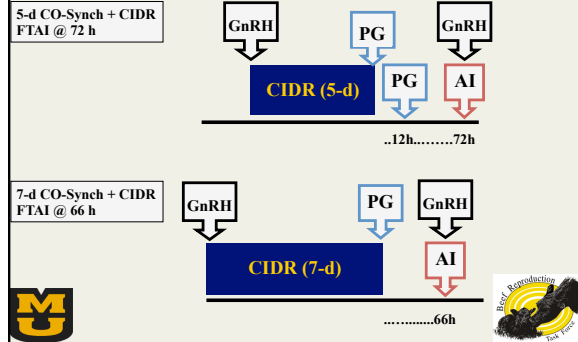 5-d CO-Synch + CIDR
FTAI @ 72 h
GnRH
PG
GnRH
CIDR (5-d)
PG
AI
..12h........72h
7-d CO-Synch + CIDR
FTAI @ 66 h
GnRH
PG
GnRH
CIDR (7-d)
AI
...........66h
MU
Beef Reproduction
Task Force